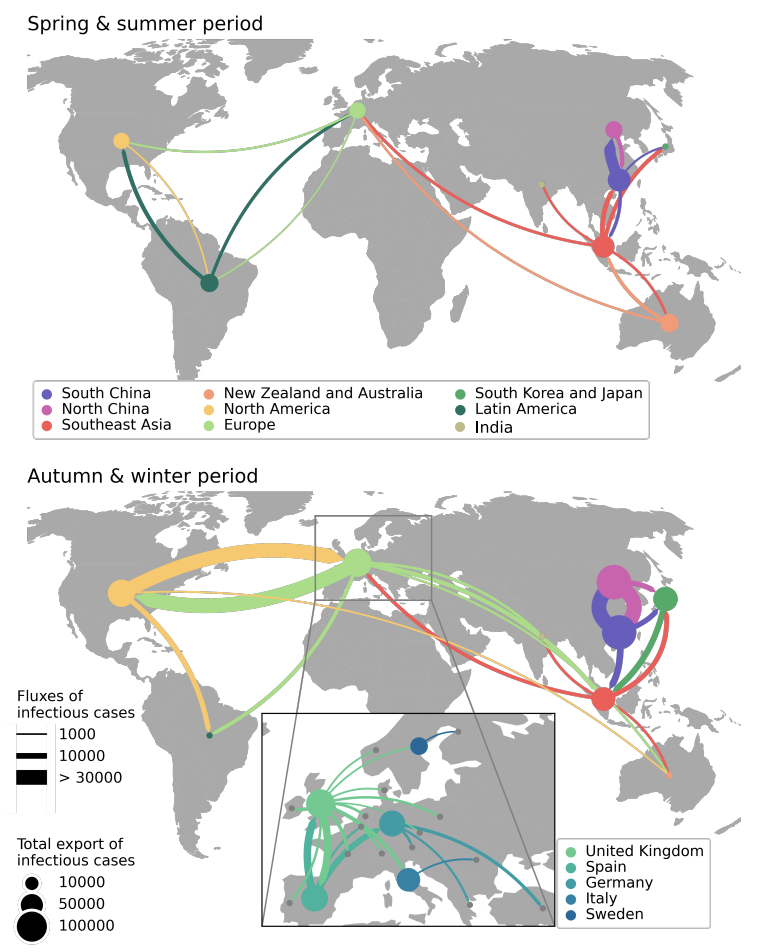 Spring & summer period
South China
North China
Southeast Asia
New Zealand and Australia
North America
Europe
South Korea and Japan
Latin America
India
Autumn & winter period
Fluxes of
infectious cases
1000
10000
> 30000
Total export of
infectious cases
10000
50000
100000
United Kingdom
Spain
Germany
Italy
Sweden